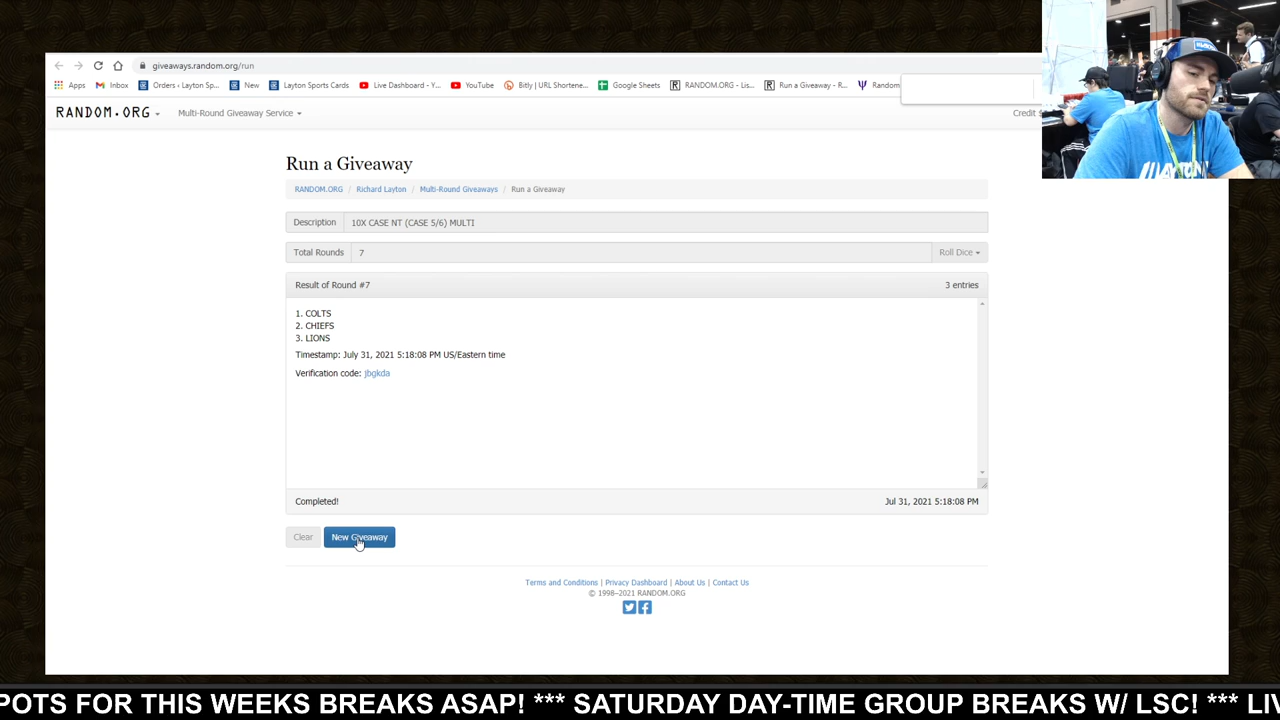 giveaways.random.org/run
Apps Inbox Orders ‹ Layton Sp... New Layton Sports Cards Live Dashboard - Y... YouTube Bitly | URL Shortene... Google Sheets RANDOM.ORG - Lis... Run a Giveaway - R... Random
RANDOM.ORG Multi-Round Giveaway Service Credit
Run a Giveaway
RANDOM.ORG / Richard Layton / Multi-Round Giveaways / Run a Giveaway
Description 10X CASE NT (CASE 5/6) MULTI
Total Rounds 7 Roll Dice
Result of Round #7 3 entries
1. COLTS
2. CHIEFS
3. LIONS
Timestamp: July 31, 2021 5:18:08 PM US/Eastern time
Verification code: jbgkda
Completed! Jul 31, 2021 5:18:08 PM
Clear New Giveaway
Terms and Conditions | Privacy Dashboard | About Us | Contact Us
© 1998–2021 RANDOM.ORG
POTS FOR THIS WEEKS BREAKS ASAP! *** SATURDAY DAY-TIME GROUP BREAKS W/ LSC! *** LI